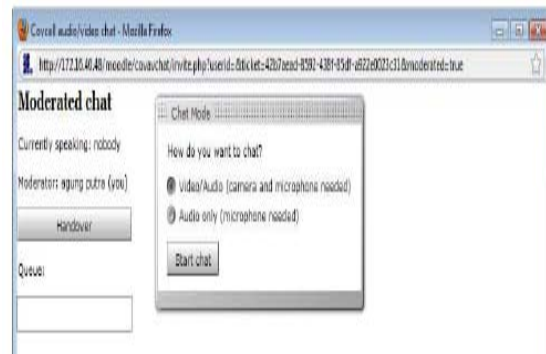 Covcell audio/video chat - Mozilla Firefox
Moderated chat
Currently speaking: nobody
Moderator: agung putra (you)
Handover
Queue:
Chat Mode
How do you want to chat?
Video/Audio (camera and microphone needed)
Audio only (microphone needed)
Start chat